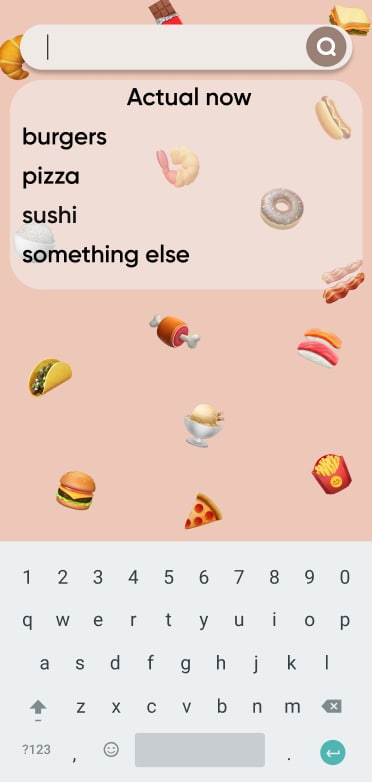 Actual now
burgers
pizza
sushi
something else
1 2 3 4 5 6 7 8 9 0
q w e r t y u i o p
a s d f g h j k l
z x c v b n m
?123 , .